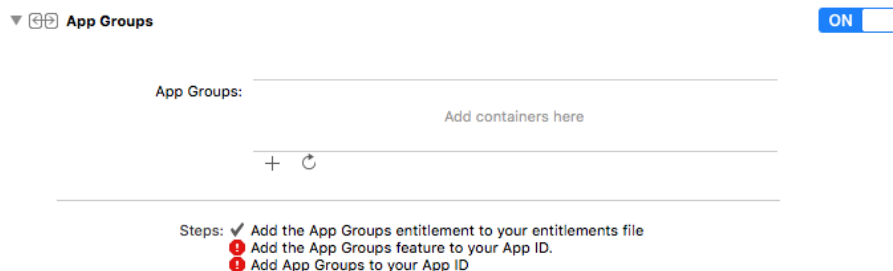 App Groups
ON
App Groups:
Add containers here
Steps: Add the App Groups entitlement to your entitlements file
Add the App Groups feature to your App ID.
Add App Groups to your App ID